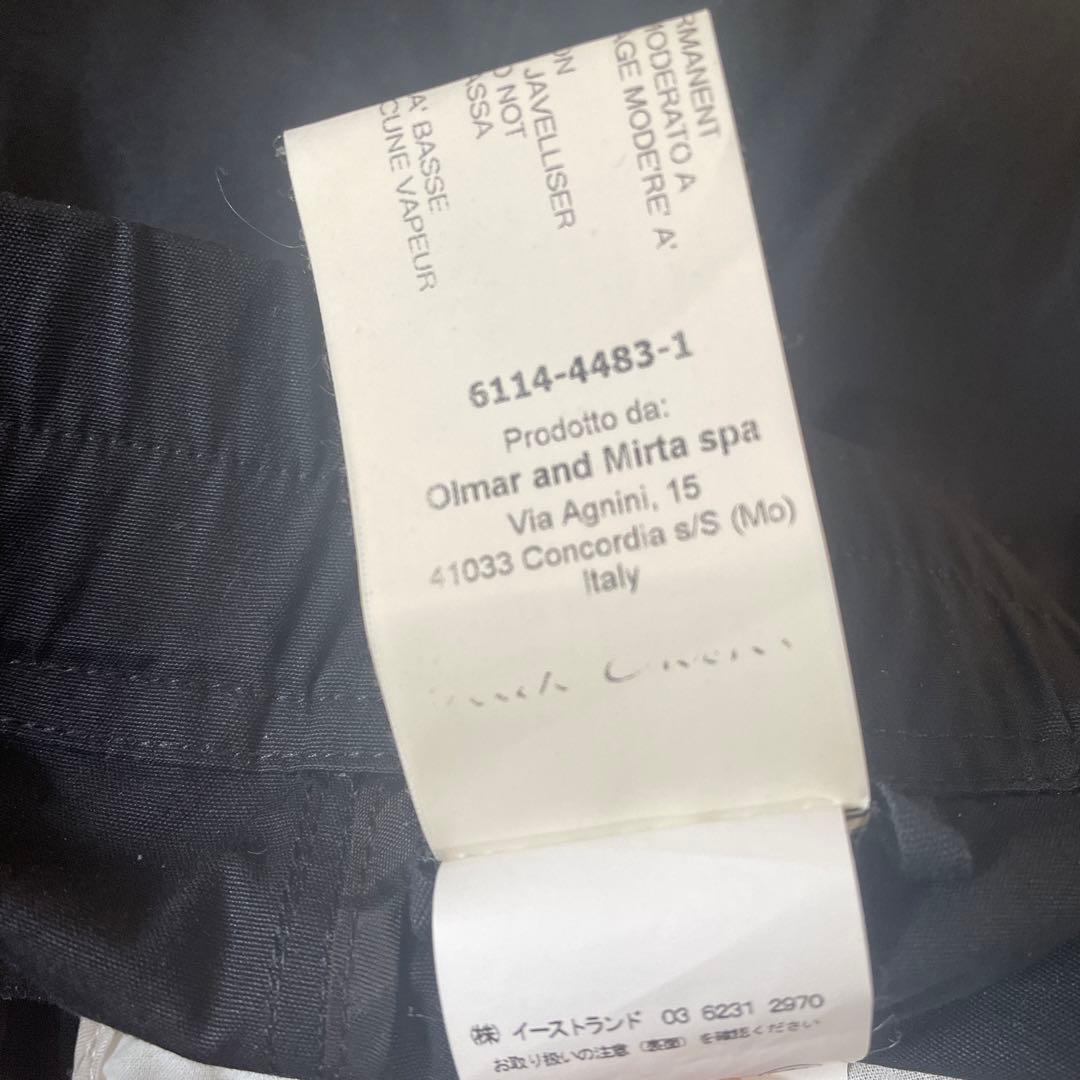 RMANENT
MODERATO A
AGE MODE'RE' A'
ON
JAVELLISER
O NOT
ASSA
A' BASSE
CUNE VAPEUR
6114-4483-1
Prodotto da:
Olmar and Mirta spa
Via Agnini, 15
41033 Concordia s/S (Mo)
Italy
㈱ イーストランド 03 6231 2970
お取り扱いの注意（裏面）を確認ください